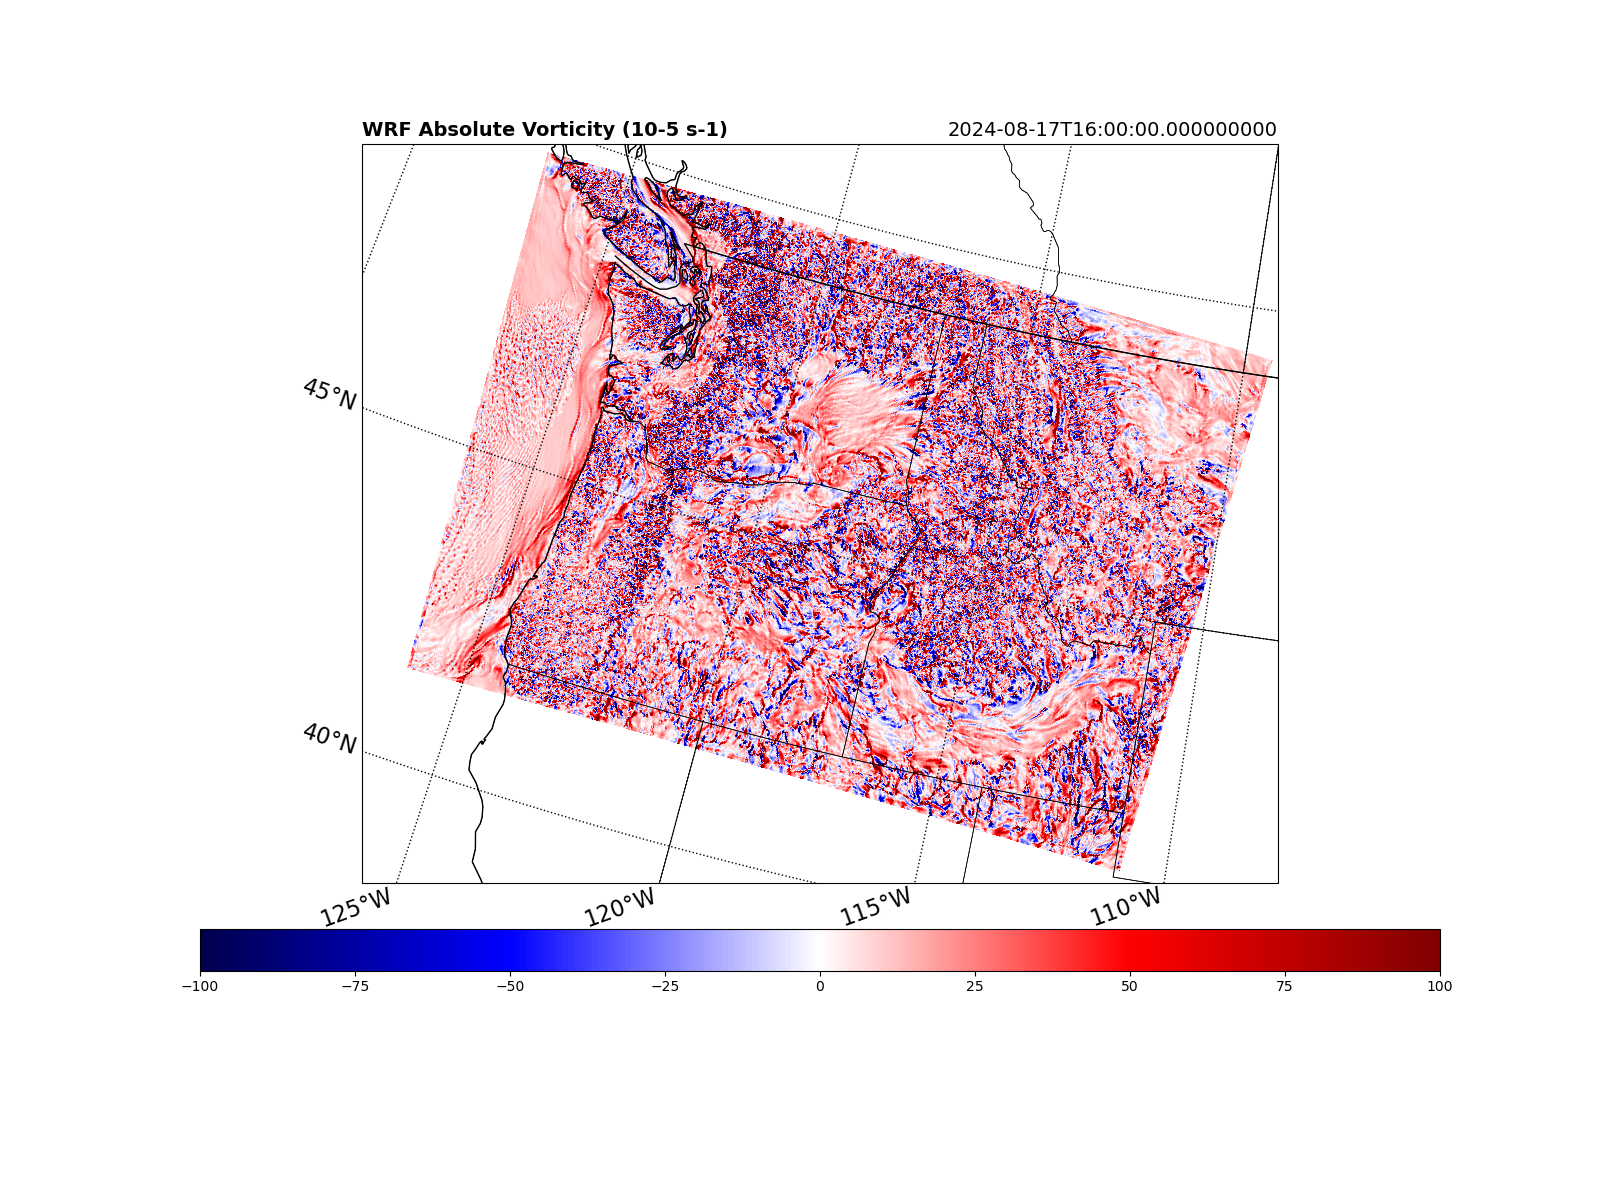 WRF Absolute Vorticity (10-5 s-1)
2024-08-17T16:00:00.000000000
45°N
40°N
125°W
120°W
115°W
110°W
−100
−75
−50
−25
0
25
50
75
100